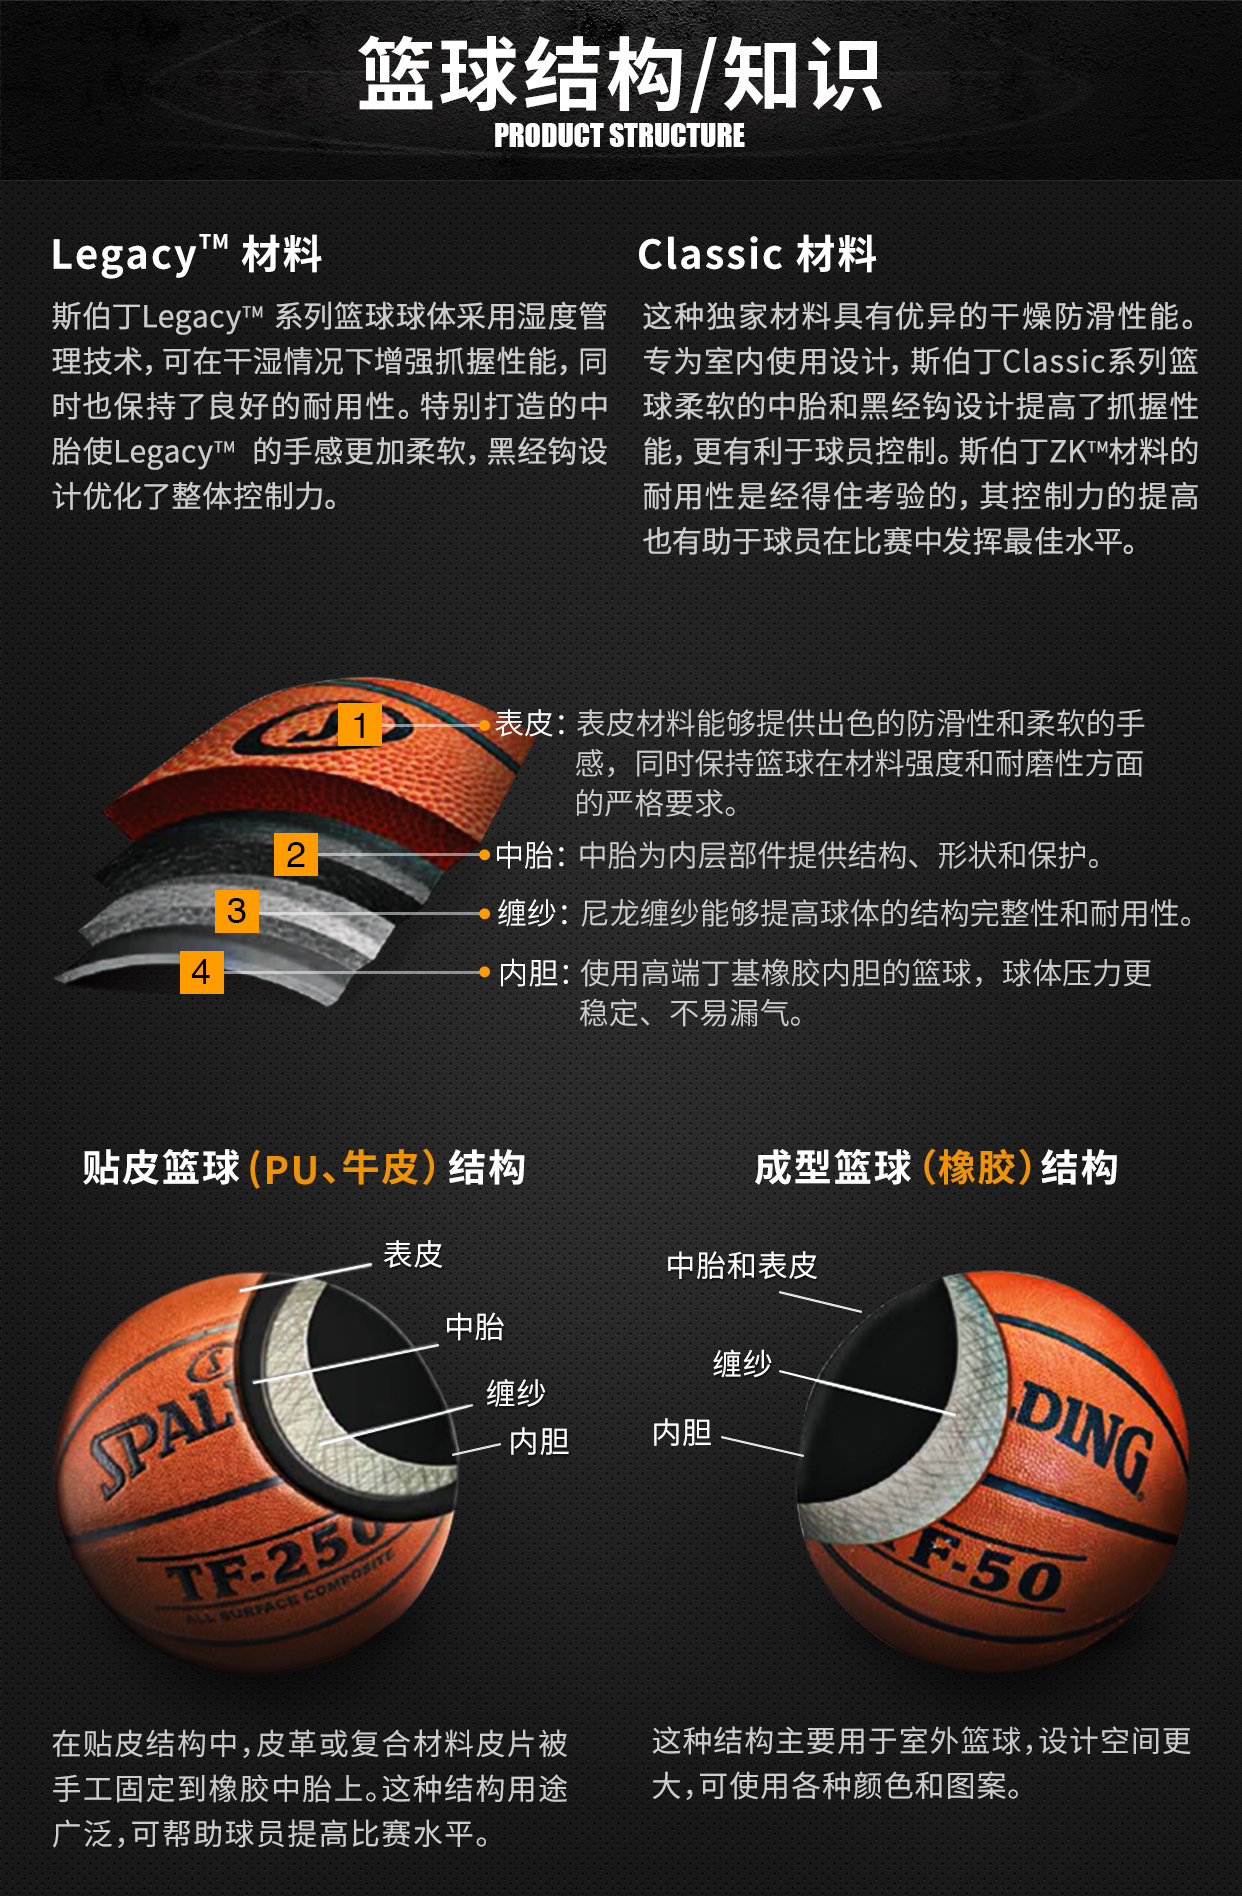 篮球结构/知识
PRODUCT STRUCTURE
Legacy™ 材料
斯伯丁Legacy™ 系列篮球球体采用湿度管
理技术，可在干湿情况下增强抓握性能，同
时也保持了良好的耐用性。特别打造的中
胎使Legacy™ 的手感更加柔软，黑经钩设
计优化了整体控制力。
Classic 材料
这种独家材料具有优异的干燥防滑性能。
专为室内使用设计，斯伯丁Classic系列篮
球柔软的中胎和黑经钩设计提高了抓握性
能，更有利于球员控制。斯伯丁ZK™材料的
耐用性是经得住考验的，其控制力的提高
也有助于球员在比赛中发挥最佳水平。
1
表皮：表皮材料能够提供出色的防滑性和柔软的手
感，同时保持篮球在材料强度和耐磨性方面
的严格要求。
2
中胎：中胎为内层部件提供结构、形状和保护。
3
缠纱：尼龙缠纱能够提高球体的结构完整性和耐用性。
4
内胆：使用高端丁基橡胶内胆的篮球，球体压力更
稳定、不易漏气。
贴皮篮球(PU、牛皮）结构
表皮
中胎
缠纱
内胆
SPAL
TF-250
ALL SURFACE COMPOSITE
在贴皮结构中，皮革或复合材料皮片被
手工固定到橡胶中胎上。这种结构用途
广泛，可帮助球员提高比赛水平。
成型篮球（橡胶）结构
中胎和表皮
缠纱
内胆
LDING
TF-50
这种结构主要用于室外篮球，设计空间更
大，可使用各种颜色和图案。